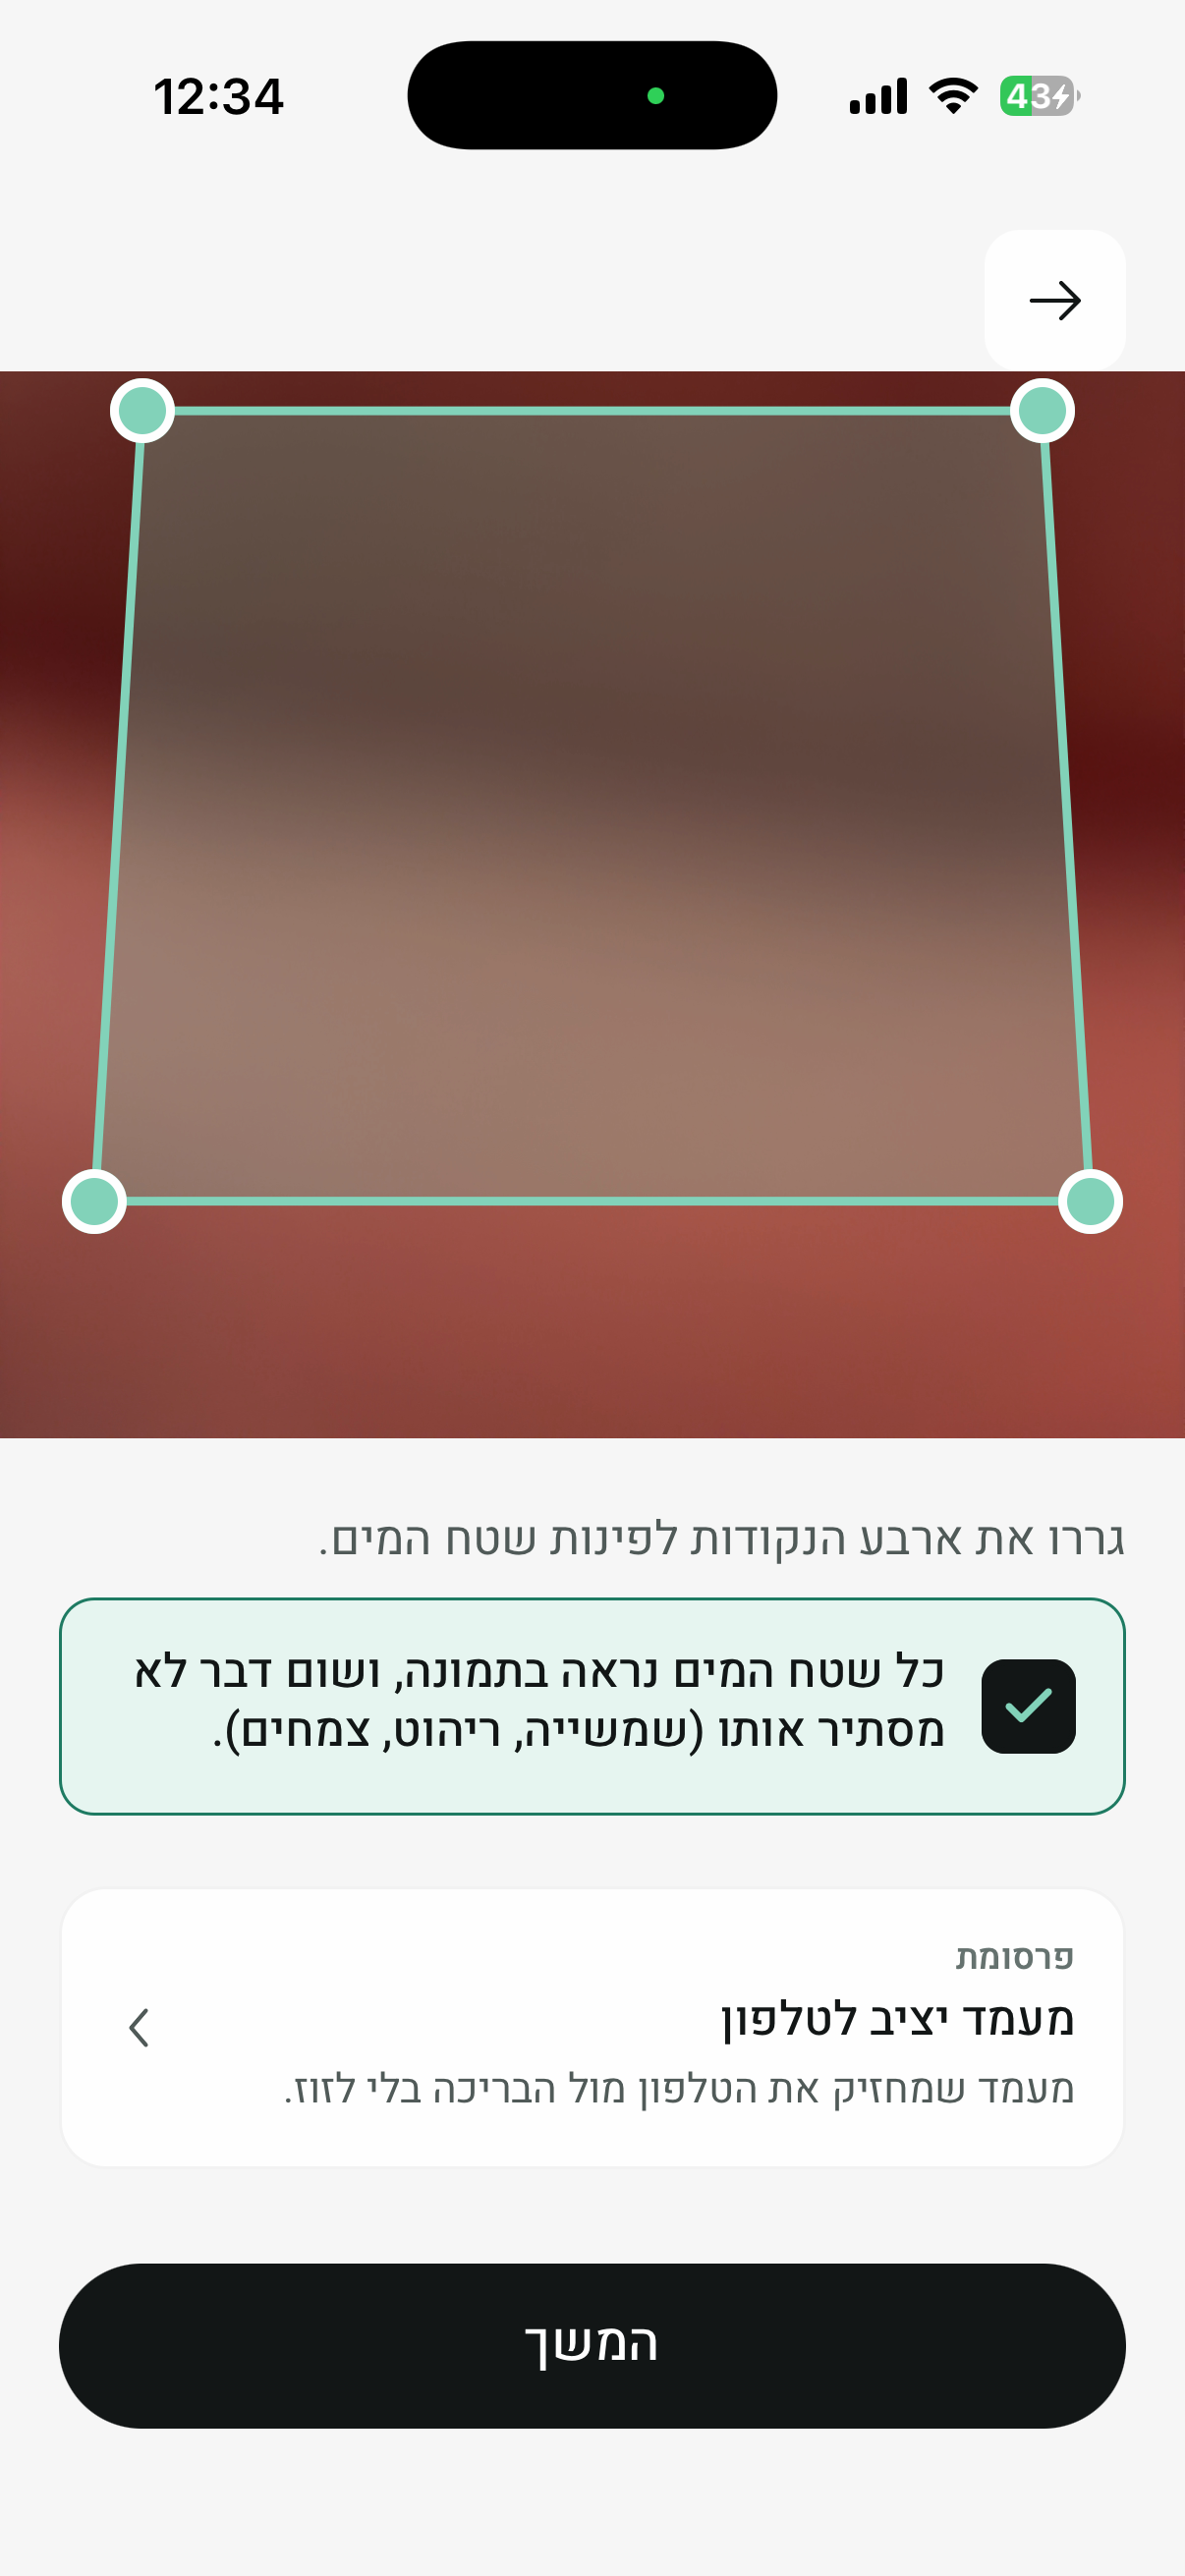 12:34
43
גררו את ארבע הנקודות לפינות שטח המים.
כל שטח המים נראה בתמונה, ושום דבר לא
מסתיר אותו (שמשייה, ריהוט, צמחים).
פרסומת
מעמד יציב לטלפון
מעמד שמחזיק את הטלפון מול הבריכה בלי לזוז.
המשך